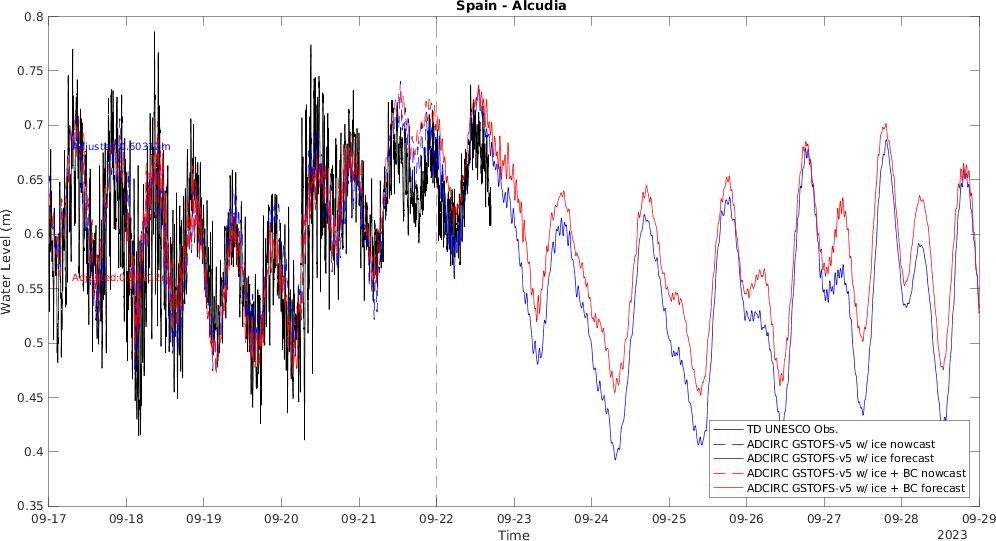 Spain - Alcudia
0.8
0.75
0.7
0.65
0.6
0.55
0.5
0.45
0.4
0.35
Water Level (m)
TD UNESCO Obs.
ADCIRC GSTOFS-v5 w/ ice nowcast
ADCIRC GSTOFS-v5 w/ ice forecast
ADCIRC GSTOFS-v5 w/ ice + BC nowcast
ADCIRC GSTOFS-v5 w/ ice + BC forecast
09-17 09-18 09-19 09-20 09-21 09-22 09-23 09-24 09-25 09-26 09-27 09-28 09-29
Time
2023